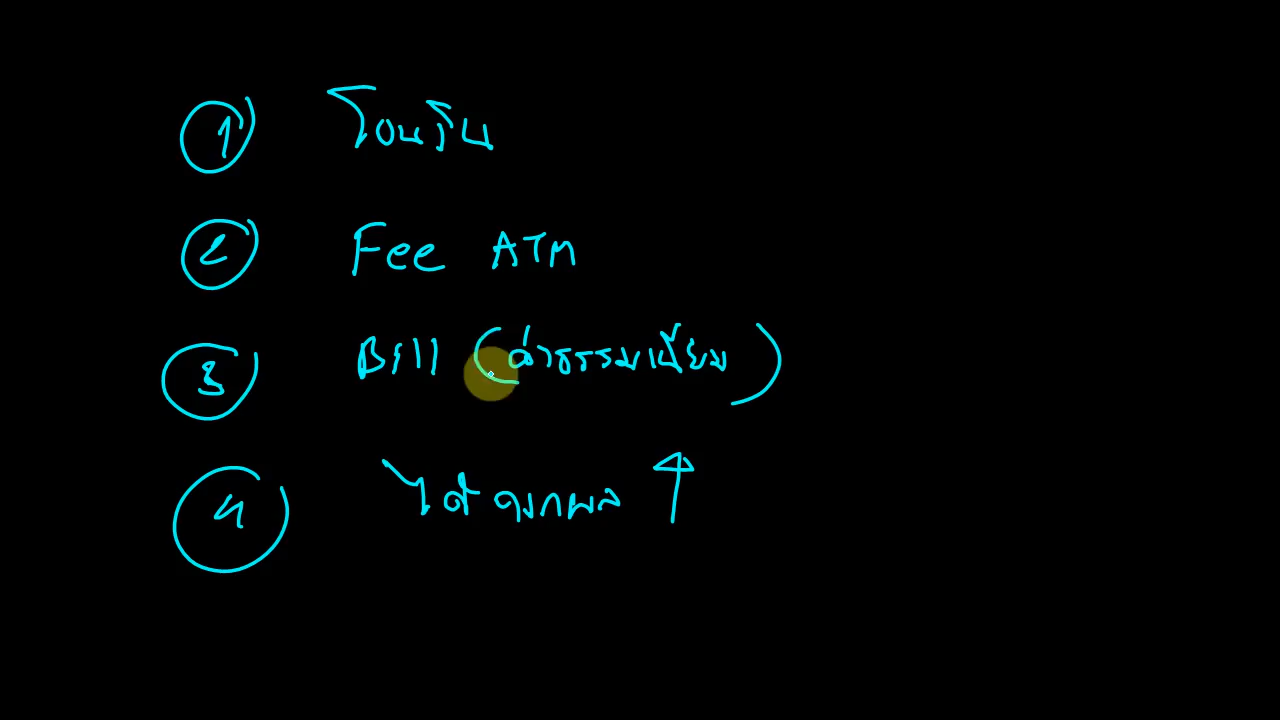 1 โอนเงิน
2 Fee ATM
3 Bill (ค่าธรรมเนียม)
4 ได้ดอกผล ↑